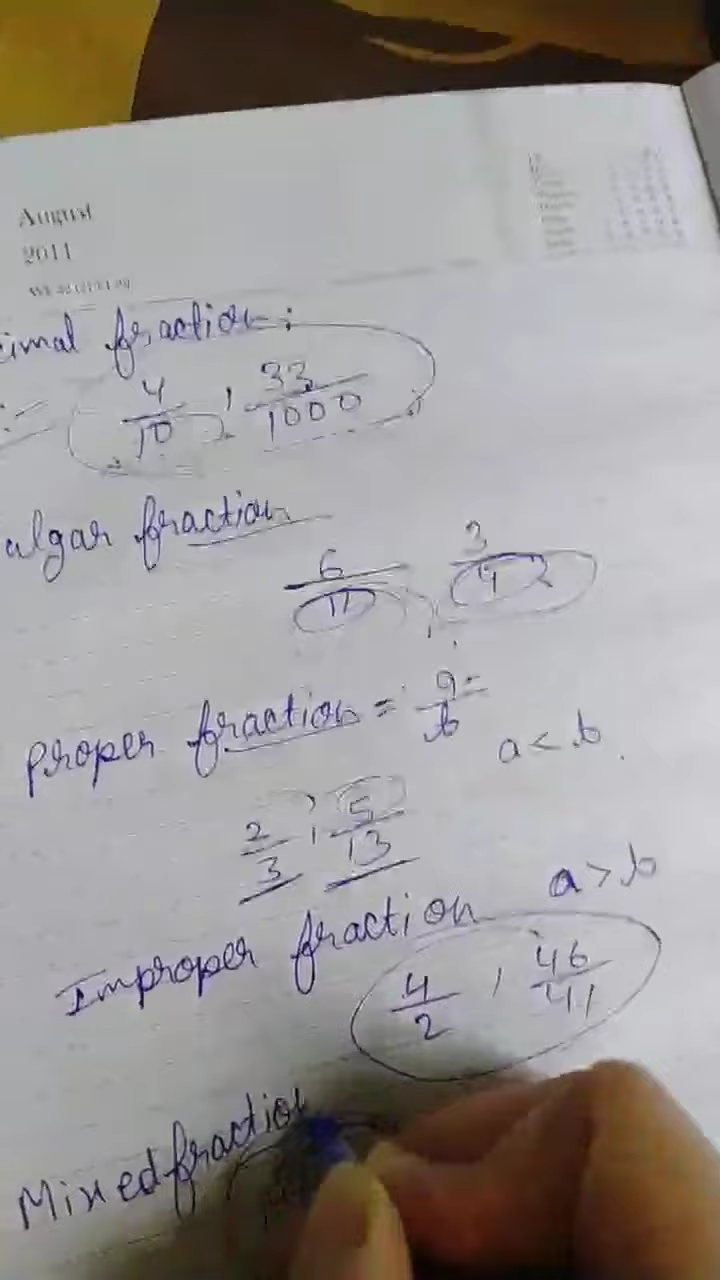 August
2011
imal fraction:
4/10 , 33/1000
algar fraction
6/11 , 3/4
Proper fraction = a/b
a < b
2/3 , 5/13
a > b
Improper fraction
4/2 , 46/41
Mixed fraction